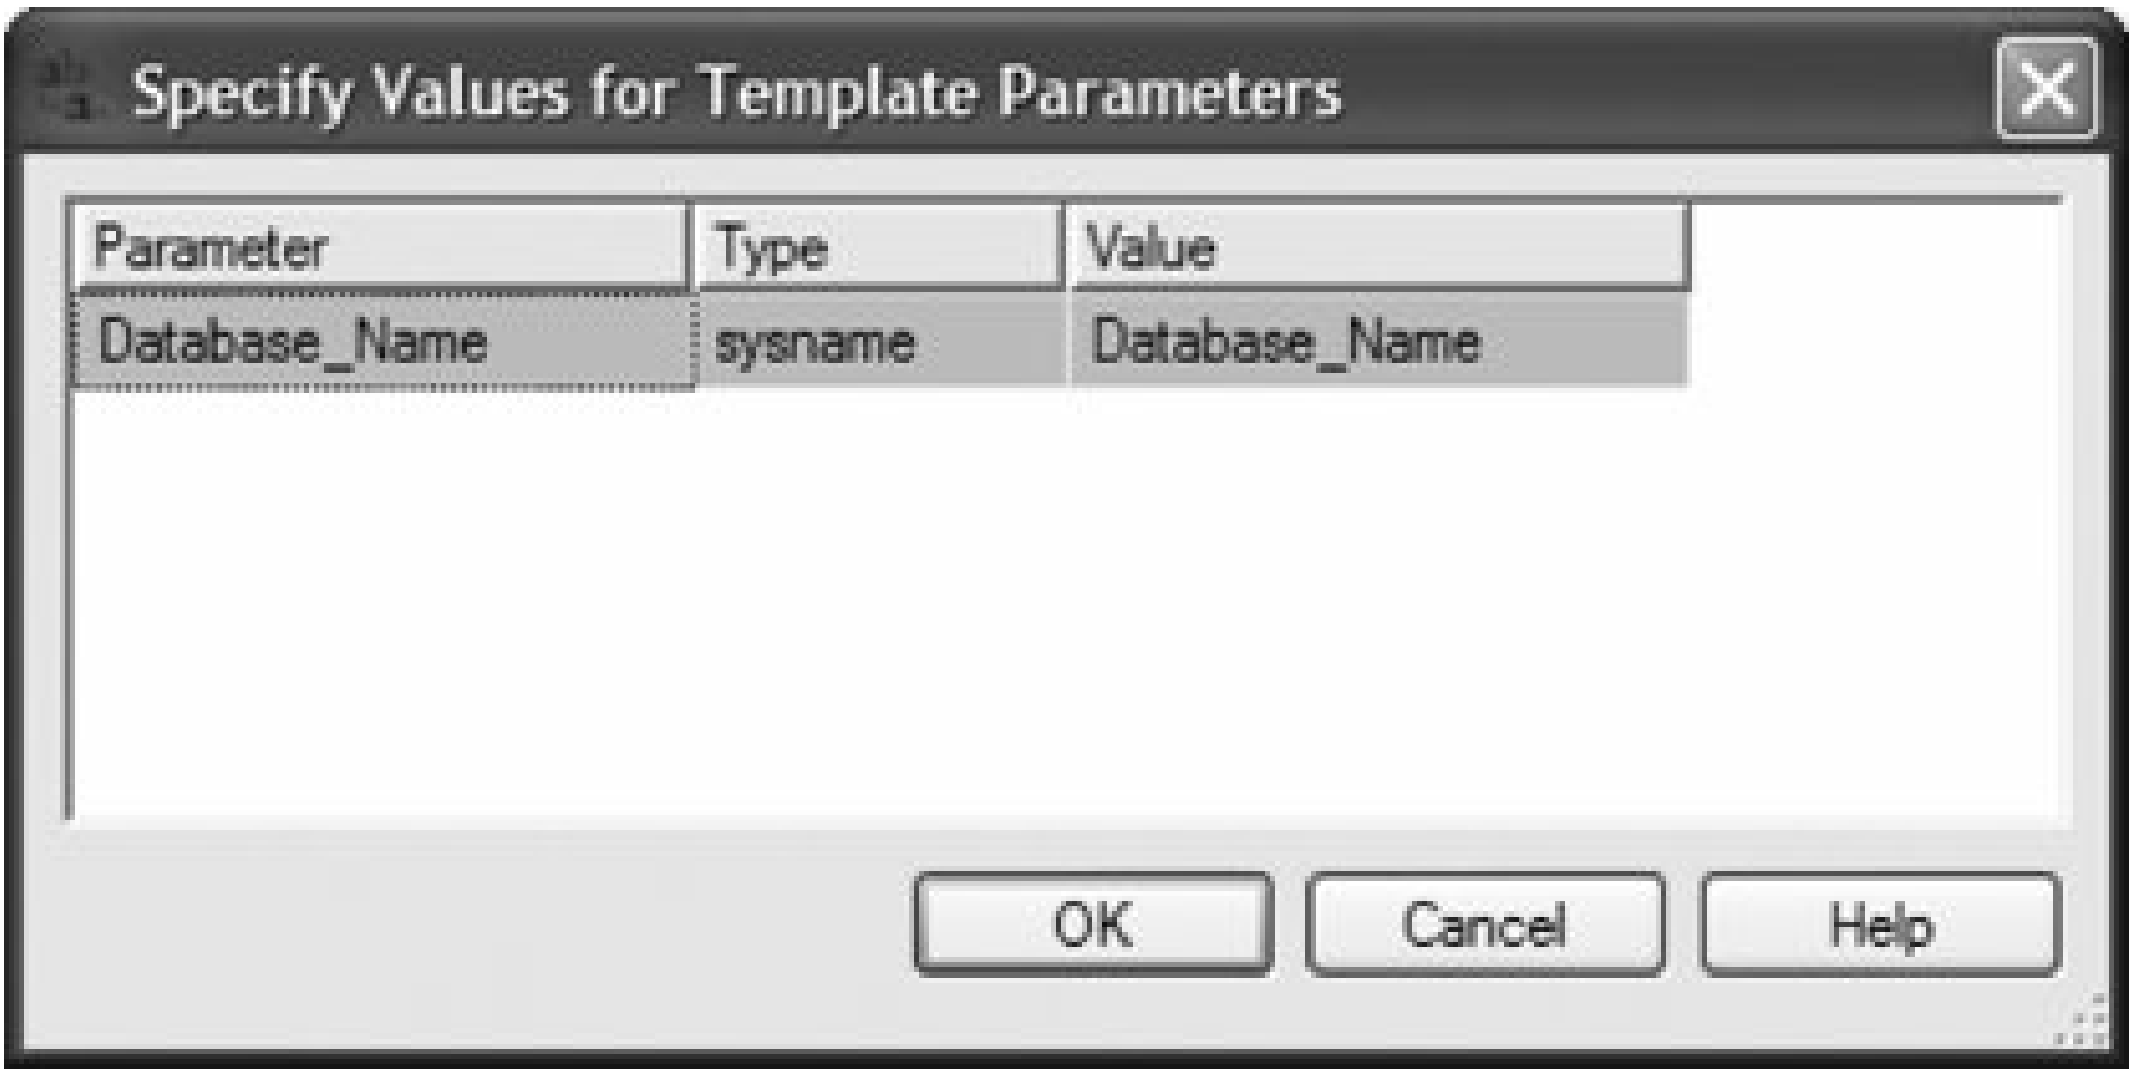 Specify Values for Template Parameters
Parameter Type Value
Database_Name sysname Database_Name
OK Cancel Help